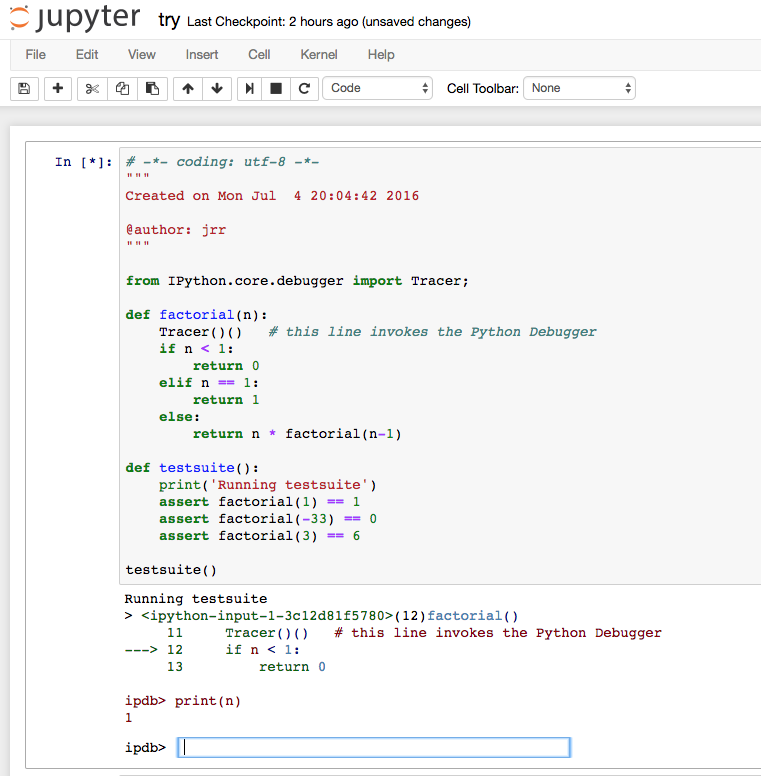 jupyter try Last Checkpoint: 2 hours ago (unsaved changes)
File Edit View Insert Cell Kernel Help
Code Cell Toolbar: None
In [*]: # -*- coding: utf-8 -*-
"""
Created on Mon Jul  4 20:04:42 2016
@author: jrr
"""
from IPython.core.debugger import Tracer;
def factorial(n):
    Tracer()()   # this line invokes the Python Debugger
    if n < 1:
        return 0
    elif n == 1:
        return 1
    else:
        return n * factorial(n-1)
def testsuite():
    print('Running testsuite')
    assert factorial(1) == 1
    assert factorial(-33) == 0
    assert factorial(3) == 6
testsuite()
Running testsuite
> <ipython-input-1-3c12d81f5780>(12)factorial()
     11     Tracer()()   # this line invokes the Python Debugger
---> 12     if n < 1:
     13         return 0
ipdb> print(n)
1
ipdb>